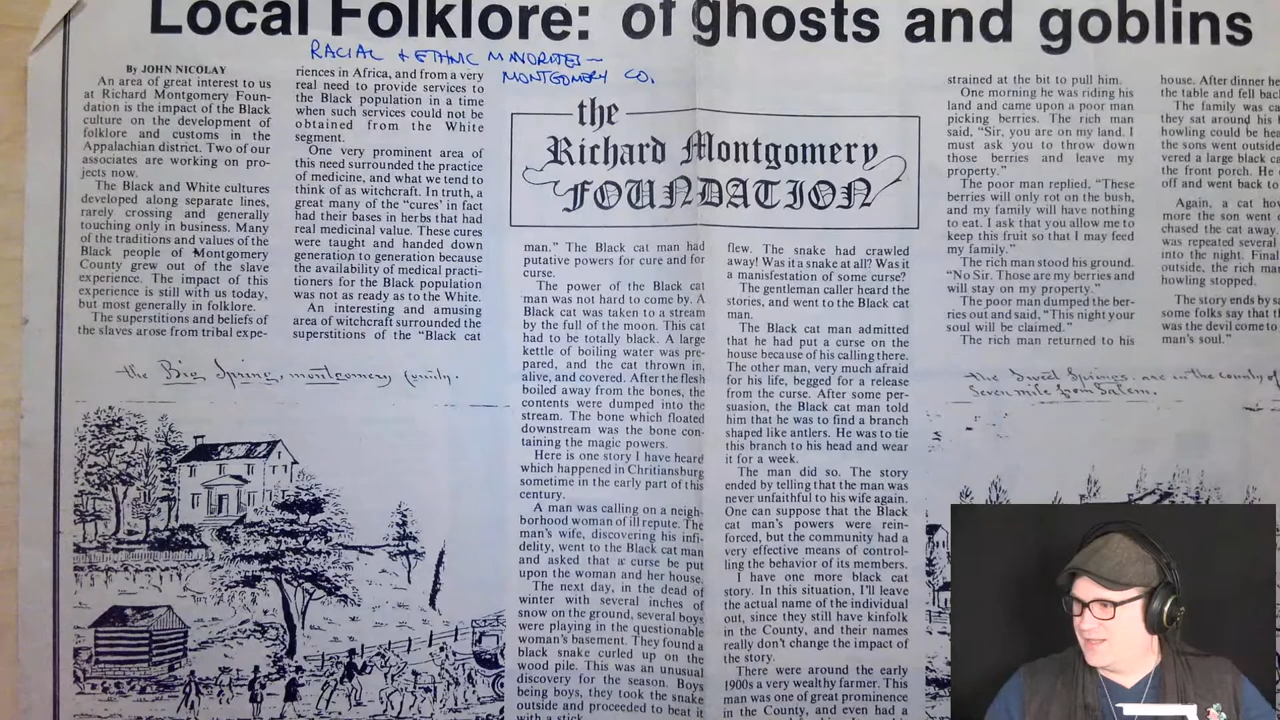 Local Folklore: of ghosts and goblins
RACIAL + ETHNIC MINORITES -
MONTGOMERY CO.
By JOHN NICOLAY
An area of great interest to us
at Richard Montgomery Foun-
dation is the impact of the Black
culture on the development of
folklore and customs in the
Appalachian district. Two of our
associates are working on pro-
jects now.
The Black and White cultures
developed along separate lines,
rarely crossing and generally
touching only in business. Many
of the traditions and values of the
Black people of Montgomery
County grew out of the slave
experience. The impact of this
experience is still with us today,
but most generally in folklore.
The superstitions and beliefs of
the slaves arose from tribal expe-
riences in Africa, and from a very
real need to provide services to
the Black population in a time
when such services could not be
obtained from the White
segment.
One very prominent area of
this need surrounded the practice
of medicine, and what we tend to
think of as witchcraft. In truth, a
great many of the "cures' in fact
had their bases in herbs that had
real medicinal value. These cures
were taught and handed down
generation to generation because
the availability of medical practi-
tioners for the Black population
was not as ready as to the White.
An interesting and amusing
area of witchcraft surrounded the
superstitions of the "Black cat
the Big Spring, montgomery County.
the
Richard Montgomery
FOUNDATION
man." The Black cat man had
putative powers for cure and for
curse.
The power of the Black cat
man was not hard to come by. A
Black cat was taken to a stream
by the full of the moon. This cat
had to be totally black. A large
kettle of boiling water was pre-
pared, and the cat thrown in,
alive, and covered. After the flesh
boiled away from the bones, the
contents were dumped into the
stream. The bone which floated
downstream was the bone con-
taining the magic powers.
Here is one story I have heard
which happened in Chritiansburg
sometime in the early part of this
century.
A man was calling on a neigh-
borhood woman of ill repute. The
man's wife, discovering his infi-
delity, went to the Black cat man
and asked that a curse be put
upon the woman and her house.
The next day, in the dead of
winter with several inches of
snow on the ground, several boys
were playing in the questionable
woman's basement. They found a
black snake curled up on the
wood pile. This was an unusual
discovery for the season. Boys
being boys, they took the snake
outside and proceeded to beat it
with a stick.
flew. The snake had crawled
away! Was it a snake at all? Was it
a manisfestation of some curse?
The gentleman caller heard the
stories, and went to the Black cat
man.
The Black cat man admitted
that he had put a curse on the
house because of his calling there.
The other man, very much afraid
for his life, begged for a release
from the curse. After some per-
suasion, the Black cat man told
him that he was to find a branch
shaped like antlers. He was to tie
this branch to his head and wear
it for a week.
The man did so. The story
ended by telling that the man was
never unfaithful to his wife again.
One can suppose that the Black
cat man's powers were rein-
forced, but the community had a
very effective means of control-
ling the behavior of its members.
I have one more black cat
story. In this situation, I'll leave
the actual name of the individual
out, since they still have kinfolk
in the County, and their names
really don't change the impact of
the story.
There were around the early
1900s a very wealthy farmer. This
man was one of great prominence
in the County, and even had a
strained at the bit to pull him.
One morning he was riding his
land and came upon a poor man
picking berries. The rich man
said, "Sir, you are on my land. I
must ask you to throw down
those berries and leave my
property."
The poor man replied, "These
berries will only rot on the bush,
and my family will have nothing
to eat. I ask that you allow me to
keep this fruit so that I may feed
my family."
The rich man stood his ground.
"No Sir. Those are my berries and
will stay on my property."
The poor man dumped the ber-
ries out and said, "This night your
soul will be claimed."
The rich man returned to his
house. After dinner he
the table and fell back
The family was ca
they sat around his
howling could be hea
the sons went outside
vered a large black ca
the front porch. He
off and went back to
Again, a cat how
more the son went
chased the cat away.
was repeated several
into the night. Final
outside, the rich man
howling stopped.
The story ends by s
some folks say that t
was the devil come to
man's soul."
the Sweet Springs. are in the county of
Seven mile from Salem.